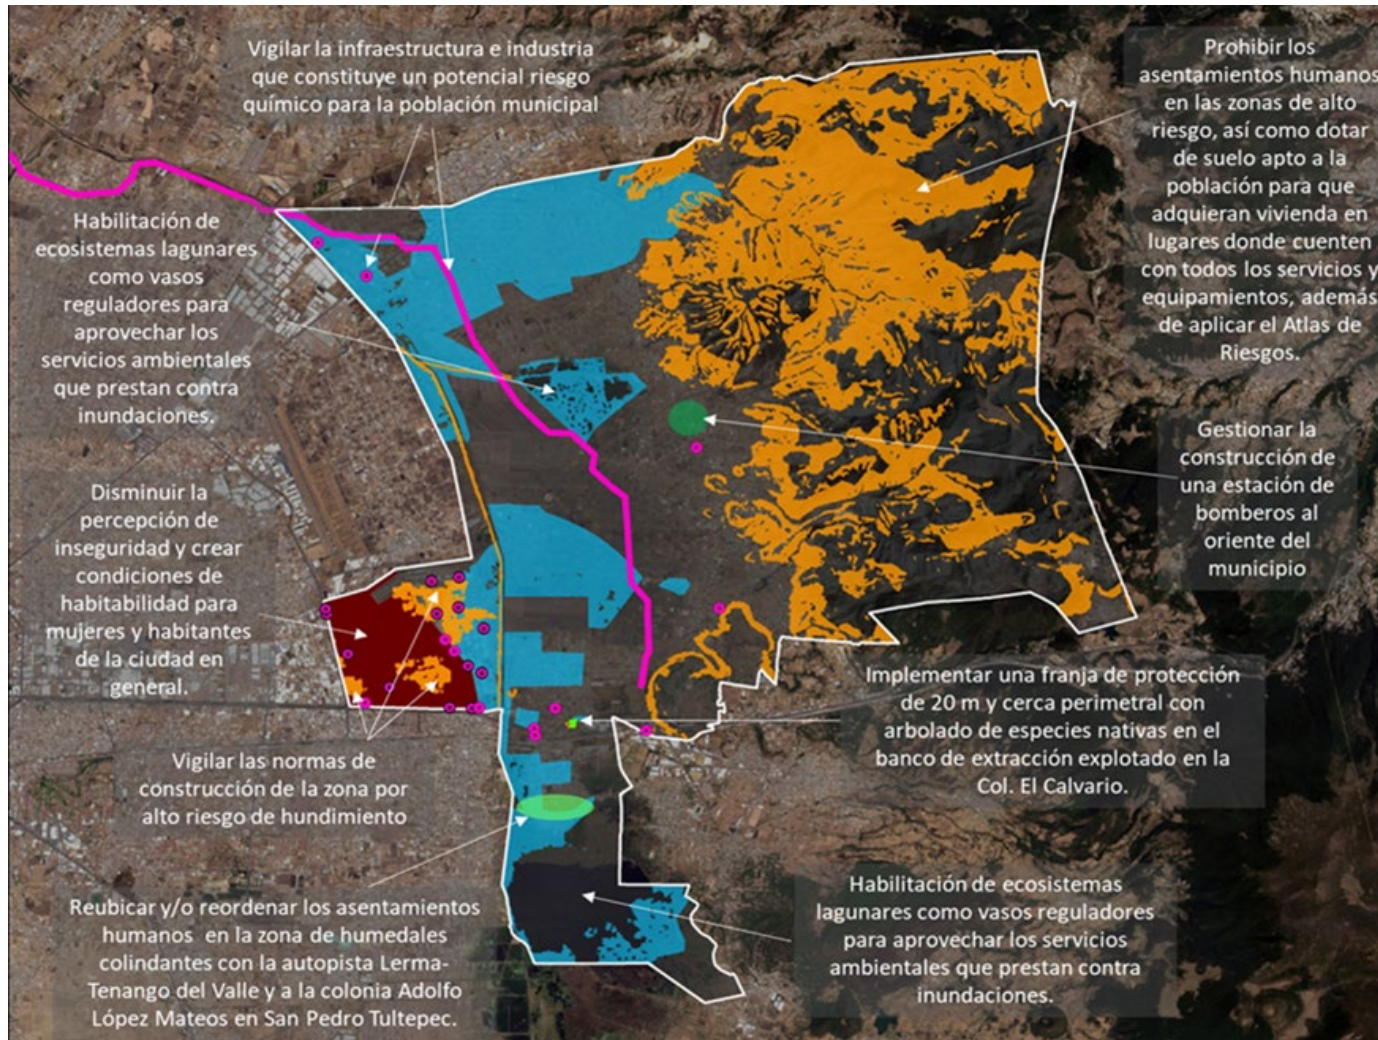 Vigilar la infraestructura e industria
que constituye un potencial riesgo
químico para la población municipal
Prohibir los
asentamientos humanos
en las zonas de alto
riesgo, así como dotar
de suelo apto a la
población para que
adquieran vivienda en
lugares donde cuenten
con todos los servicios y
equipamientos, además
de aplicar el Atlas de
Riesgos.
Habilitación de
ecosistemas lagunares
como vasos
reguladores para
aprovechar los
servicios ambientales
que prestan contra
inundaciones.
Gestionar la
construcción de
una estación de
bomberos al
oriente del
municipio
Disminuir la
percepción de
inseguridad y crear
condiciones de
habitabilidad para
mujeres y habitantes
de la ciudad en
general.
Implementar una franja de protección
de 20 m y cerca perimetral con
arbolado de especies nativas en el
banco de extracción explotado en la
Col. El Calvario.
Vigilar las normas de
construcción de la zona por
alto riesgo de hundimiento
Reubicar y/o reordenar los asentamientos
humanos en la zona de humedales
colindantes con la autopista Lerma-
Tenango del Valle y a la colonia Adolfo
López Mateos en San Pedro Tultepec.
Habilitación de ecosistemas
lagunares como vasos reguladores
para aprovechar los servicios
ambientales que prestan contra
inundaciones.